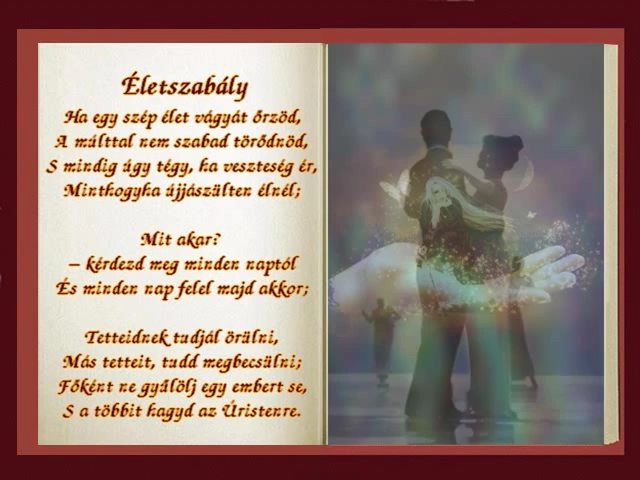 Életszabály
Ha egy szép élet vágyát őrzöd,
A múlttal nem szabad törődnöd,
S mindig úgy tégy, ha veszteség ér,
Minthogyha újjászülten élnél;
Mit akar?
– kérdezd meg minden naptól
És minden nap felel majd akkor;
Tetteidnek tudjál örülni,
Más tetteit, tudd megbecsülni;
Főként ne gyűlölj egy embert se,
S a többit hagyd az Úristenre.